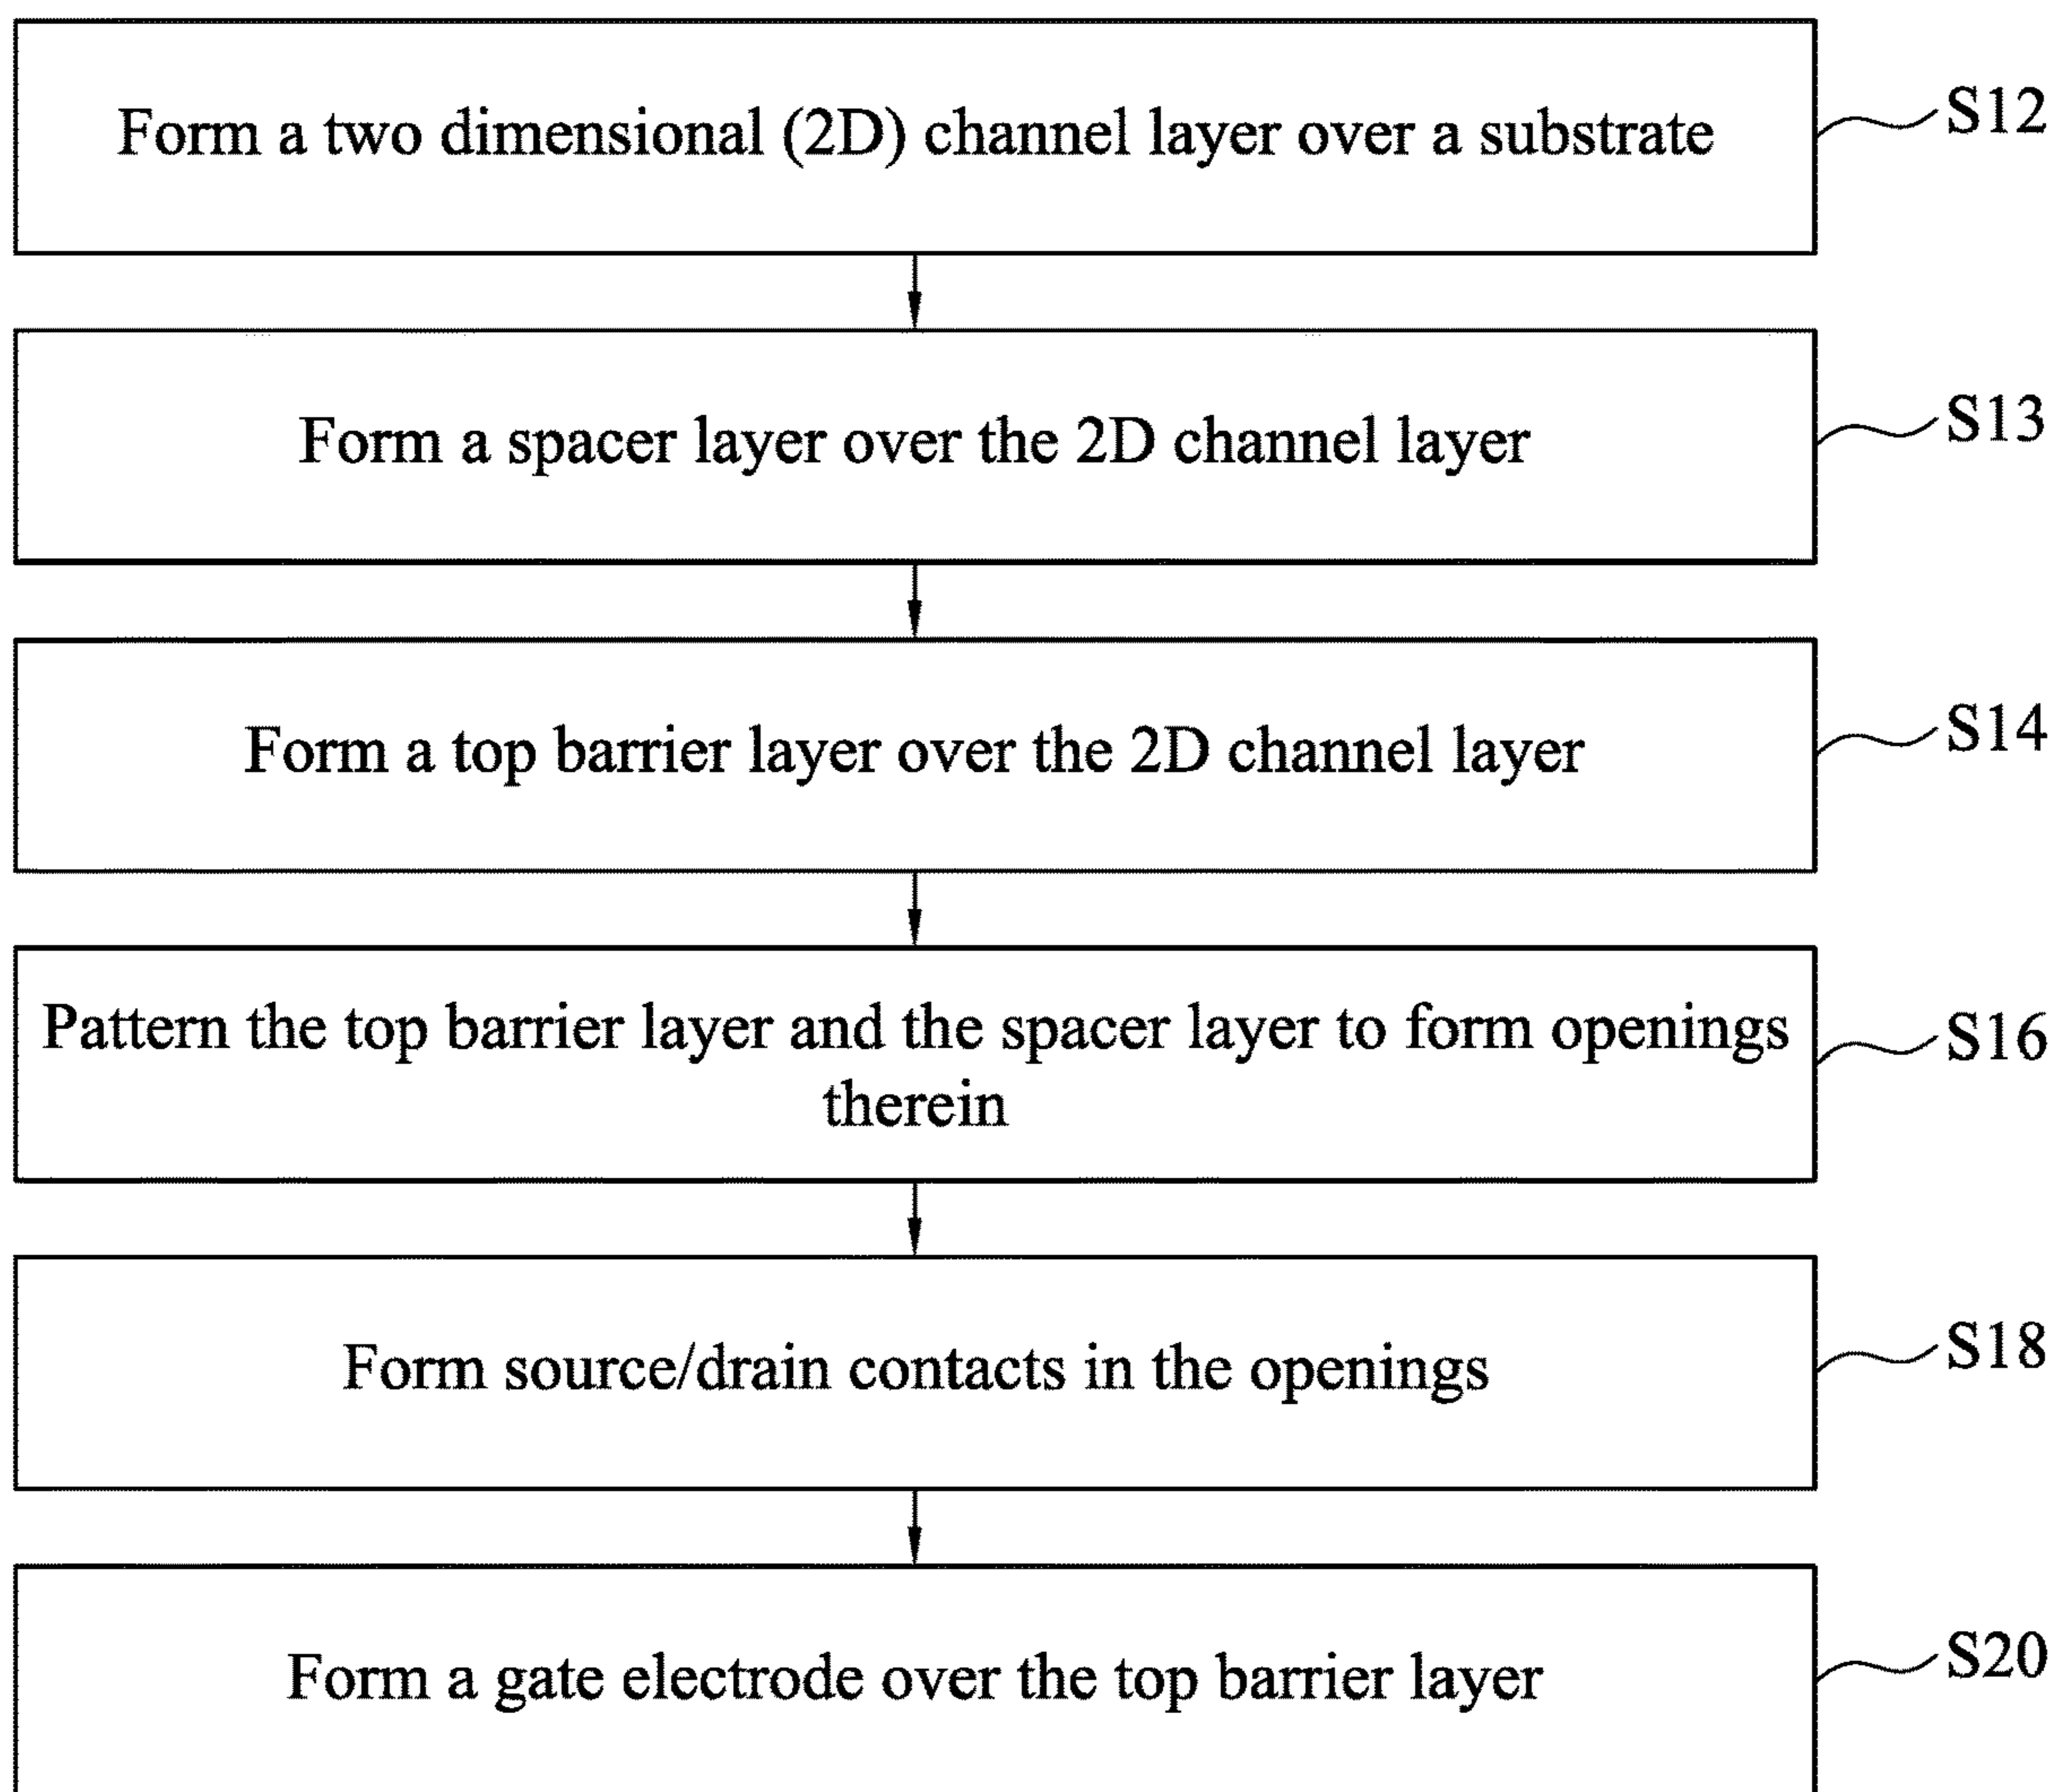 Form a two dimensional (2D) channel layer over a substrate
S12
Form a spacer layer over the 2D channel layer
S13
Form a top barrier layer over the 2D channel layer
S14
Pattern the top barrier layer and the spacer layer to form openings
therein
S16
Form source/drain contacts in the openings
S18
Form a gate electrode over the top barrier layer
S20